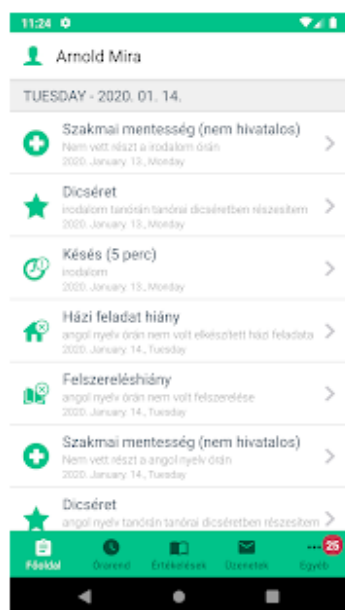 11:24
Arnold Mira
TUESDAY - 2020. 01. 14.
Szakmai mentesség (nem hivatalos)
Nem vett részt a irodalom órán
2020. January. 13., Monday
Dicséret
irodalom tanórán tanórai dicséretben részesítem
2020. January. 13., Monday
Késés (5 perc)
irodalom
2020. January. 13., Monday
Házi feladat hiány
angol nyelv órán nem volt elkészített házi feladata
2020. January. 14., Tuesday
Felszereléshiány
angol nyelv órán nem volt felszerelése
2020. January. 14., Tuesday
Szakmai mentesség (nem hivatalos)
Nem vett részt a angol nyelv órán
2020. January. 14., Tuesday
Dicséret
angol nyelv tanórán tanórai dicséretben részesítem
25
Főoldal Órarend Értékelések Üzenetek Egyéb